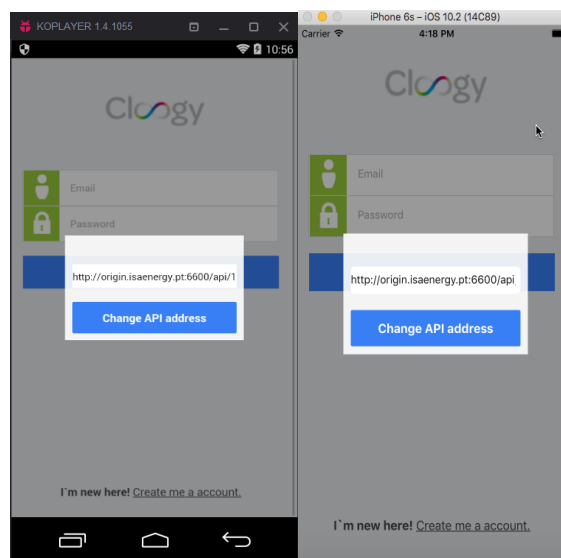 KOPLAYER 1.4.1055
10:56
Cloogy
Email
Password
http://origin.isaenergy.pt:6600/api/1
Change API address
I`m new here! Create me a account.
iPhone 6s – iOS 10.2 (14C89)
Carrier
4:18 PM
Cloogy
Email
Password
http://origin.isaenergy.pt:6600/api
Change API address
I`m new here! Create me a account.